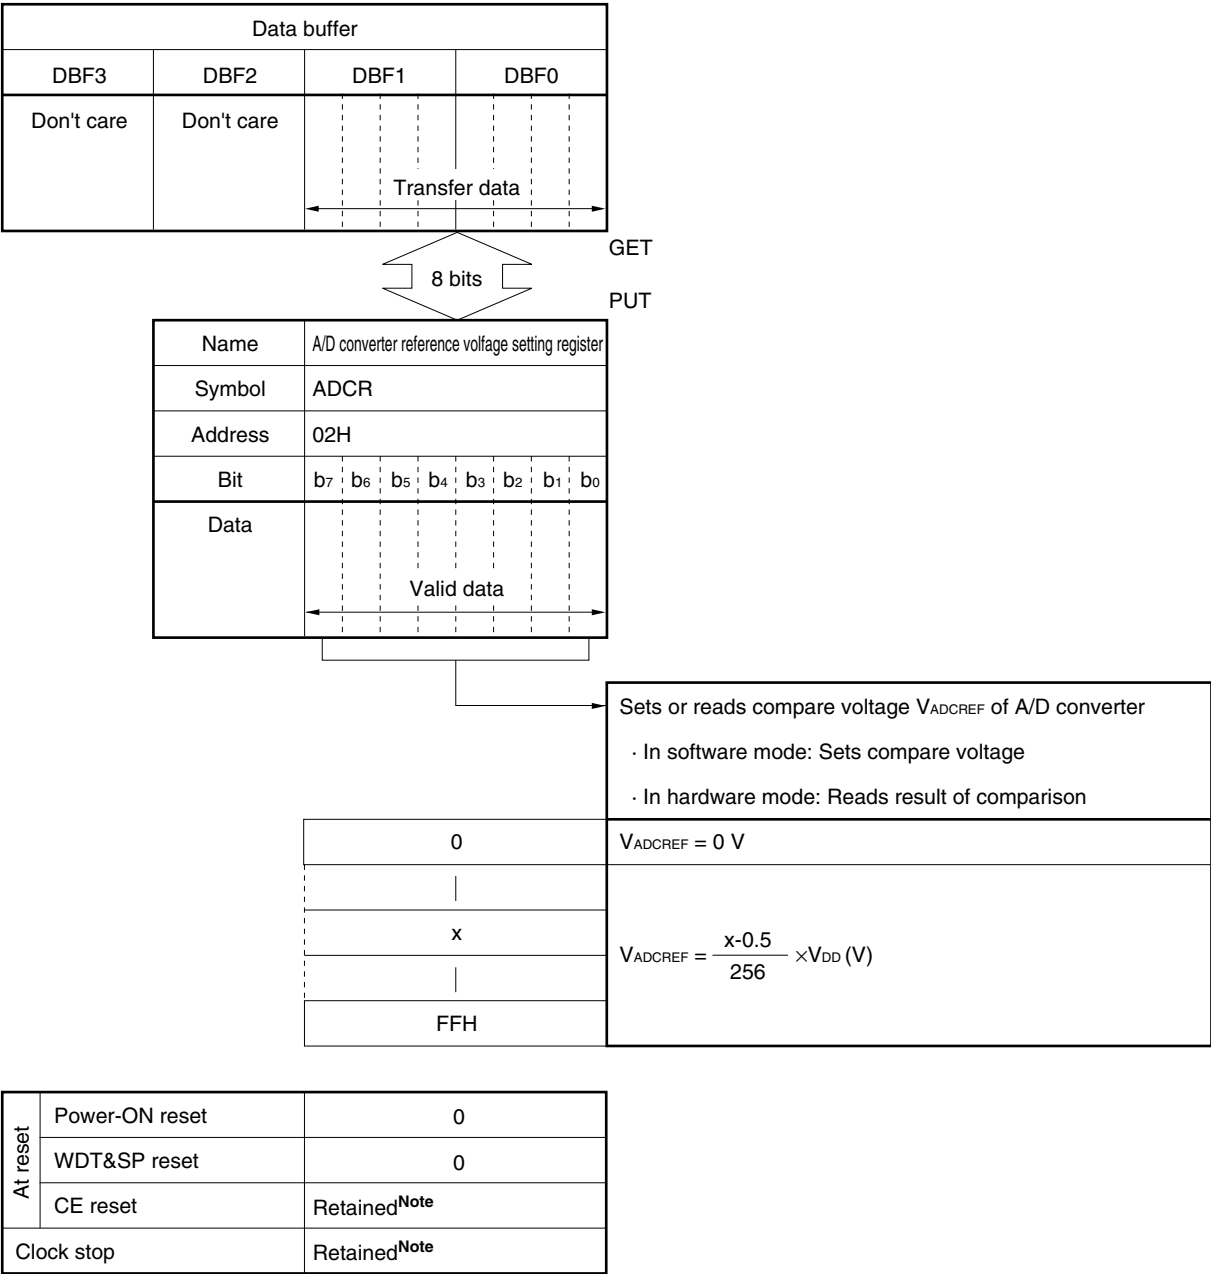 Data buffer
DBF3 DBF2 DBF1 DBF0
Don't care Don't care
Transfer data
GET
8 bits
PUT
Name A/D converter reference volfage setting register
Symbol ADCR
Address 02H
Bit b7 b6 b5 b4 b3 b2 b1 b0
Data
Valid data
Sets or reads compare voltage VADCREF of A/D converter
· In software mode: Sets compare voltage
· In hardware mode: Reads result of comparison
0 VADCREF = 0 V
x
VADCREF = x-0.5 / 256 ×VDD (V)
FFH
At reset
Power-ON reset 0
WDT&SP reset 0
CE reset RetainedNote
Clock stop RetainedNote